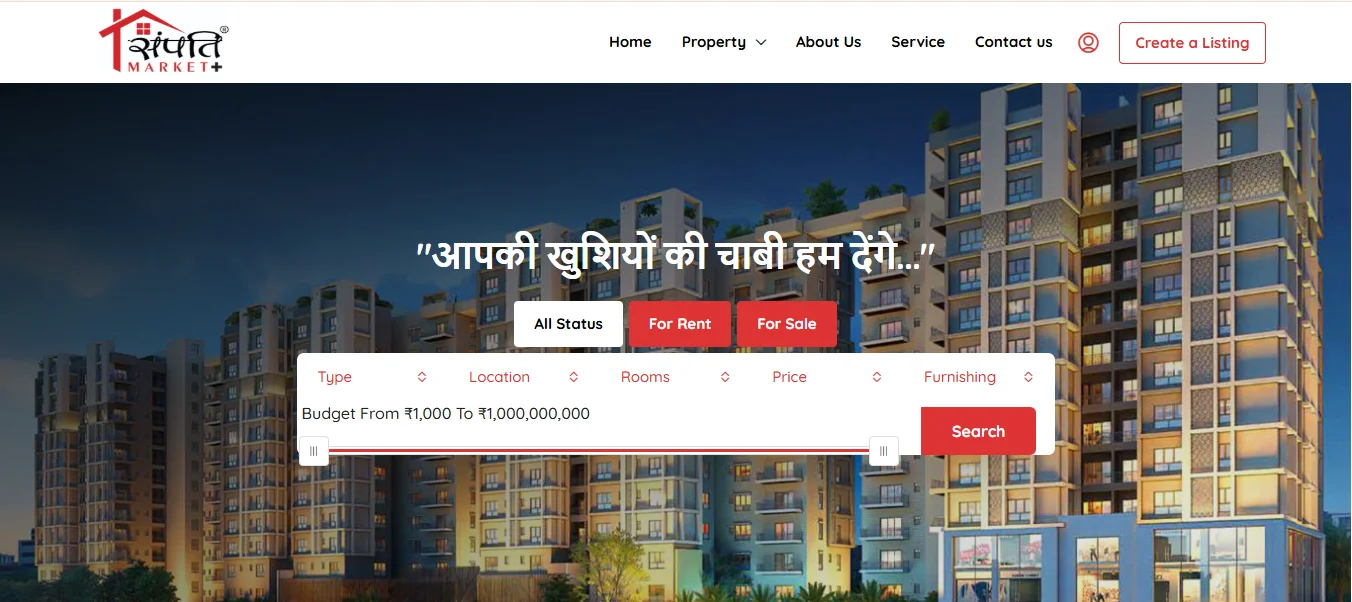 संपत्ति®
MARKET+
Home Property About Us Service Contact us Create a Listing
"आपकी खुशियों की चाबी हम देंगे..."
All Status For Rent For Sale
Type Location Rooms Price Furnishing
Budget From ₹1,000 To ₹1,000,000,000
Search